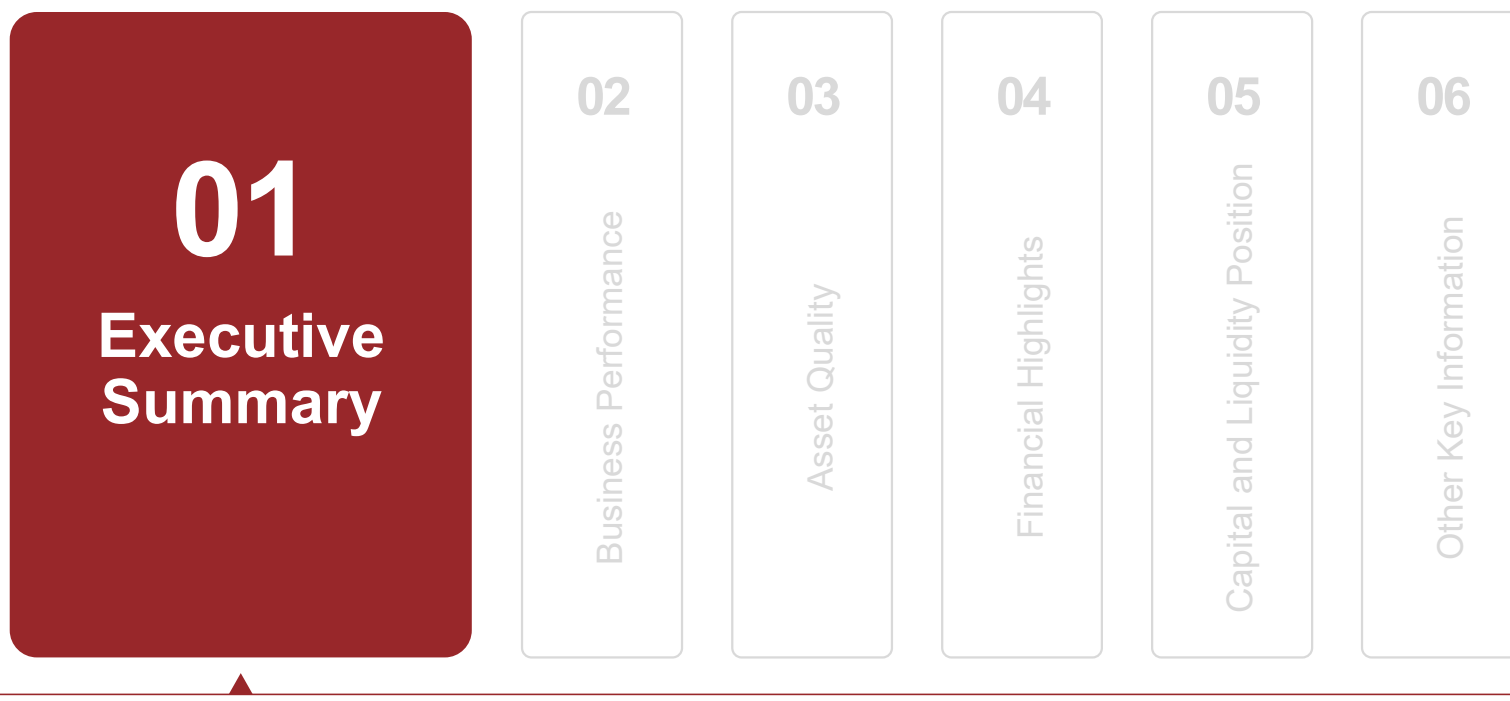 01
Executive
Summary
02
Business Performance
03
Asset Quality
04
Financial Highlights
05
Capital and Liquidity Position
06
Other Key Information